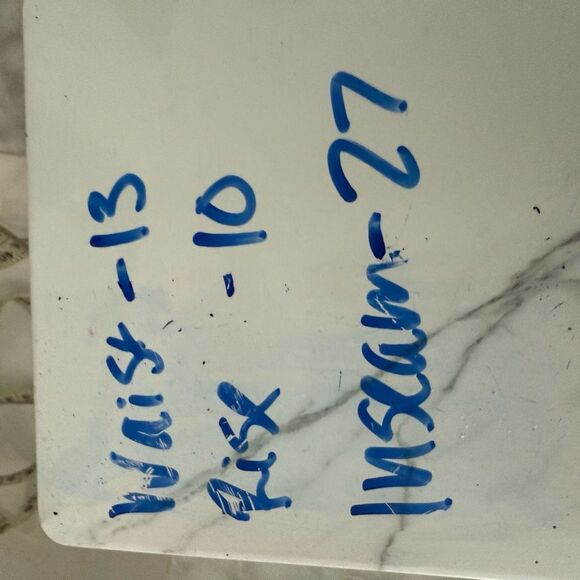 Waist - 13
Rise - 10
Inseam - 27